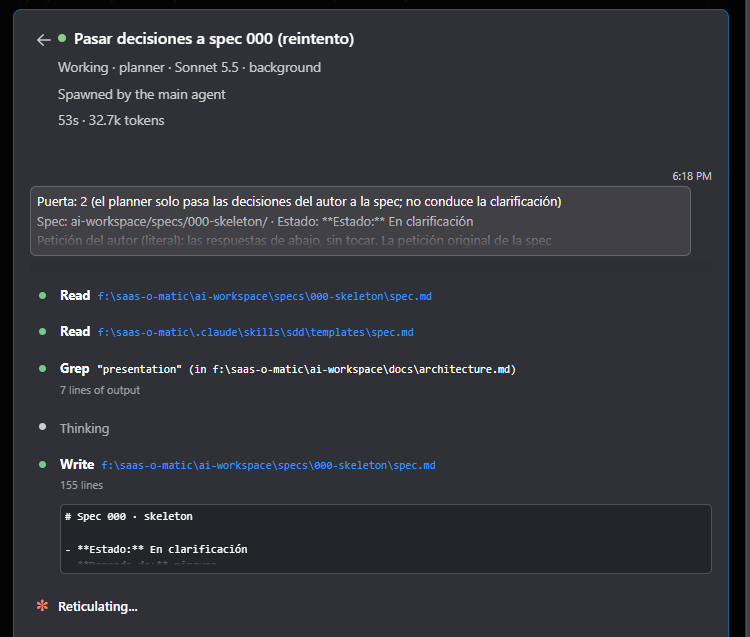 ← Pasar decisiones a spec 000 (reintento)
Working · planner · Sonnet 5.5 · background
Spawned by the main agent
53s · 32.7k tokens
6:18 PM
Puerta: 2 (el planner solo pasa las decisiones del autor a la spec; no conduce la clarificación)
Spec: ai-workspace/specs/000-skeleton/ · Estado: **Estado:** En clarificación
Petición del autor (literal): las respuestas de abajo, sin tocar. La petición original de la spec
Read f:\saas-o-matic\ai-workspace\specs\000-skeleton\spec.md
Read f:\saas-o-matic\.claude\skills\sdd\templates\spec.md
Grep "presentation" (in f:\saas-o-matic\ai-workspace\docs\architecture.md)
7 lines of output
Thinking
Write f:\saas-o-matic\ai-workspace\specs\000-skeleton\spec.md
155 lines
# Spec 000 · skeleton
- **Estado:** En clarificación
Reticulating...